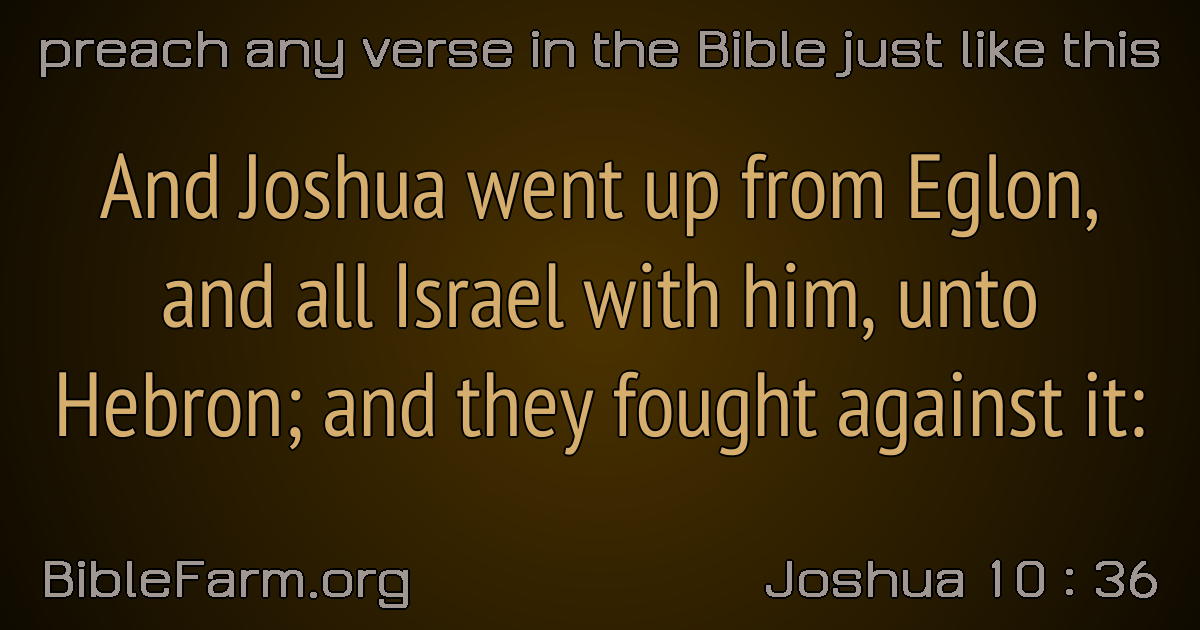 preach any verse in the Bible just like this
And Joshua went up from Eglon,
and all Israel with him, unto
Hebron; and they fought against it:
BibleFarm.org
Joshua 10 : 36